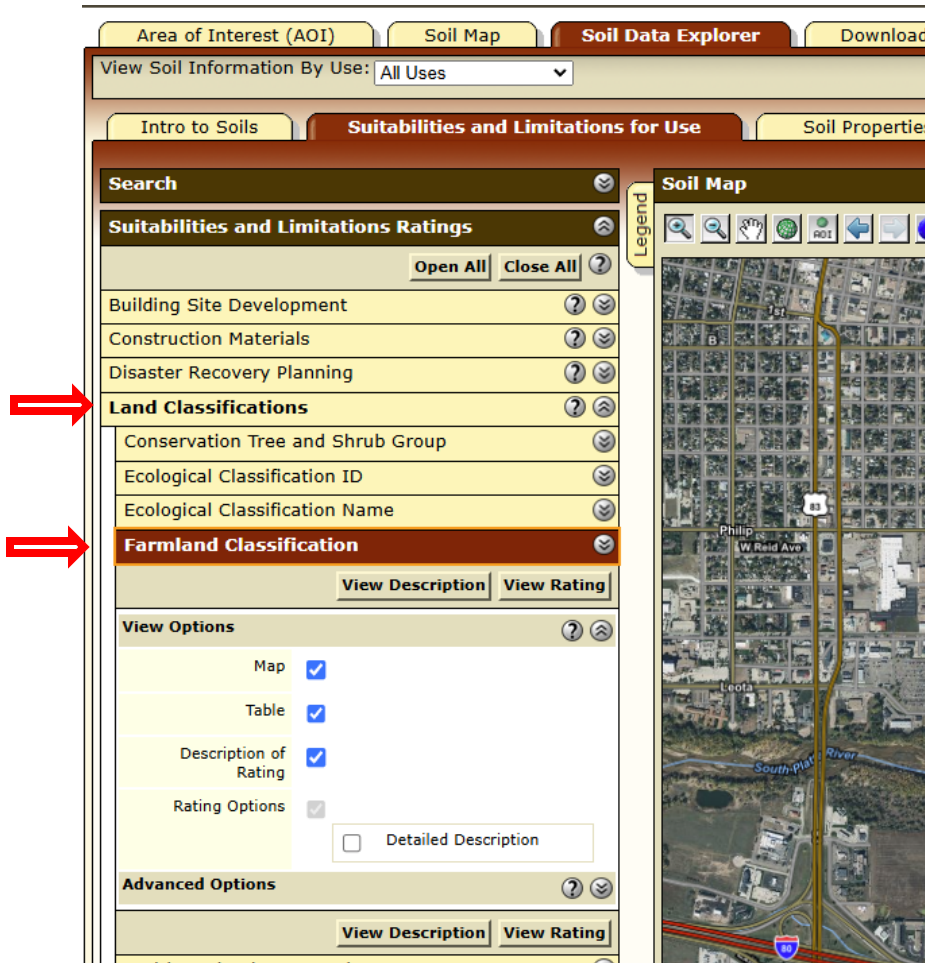 Area of Interest (AOI)
Soil Map
Soil Data Explorer
Download
View Soil Information By Use: All Uses
Intro to Soils
Suitabilities and Limitations for Use
Soil Properties
Search
Suitabilities and Limitations Ratings
Open All Close All ?
Building Site Development ?
Construction Materials ?
Disaster Recovery Planning ?
Land Classifications ?
Conservation Tree and Shrub Group
Ecological Classification ID
Ecological Classification Name
Farmland Classification
View Description View Rating
View Options ?
Map
Table
Description of
Rating
Rating Options
Detailed Description
Advanced Options ?
View Description View Rating
Legend
Soil Map
AOI
1st
B
83
Philip
W Reid Ave
Leota
South Platte River
80